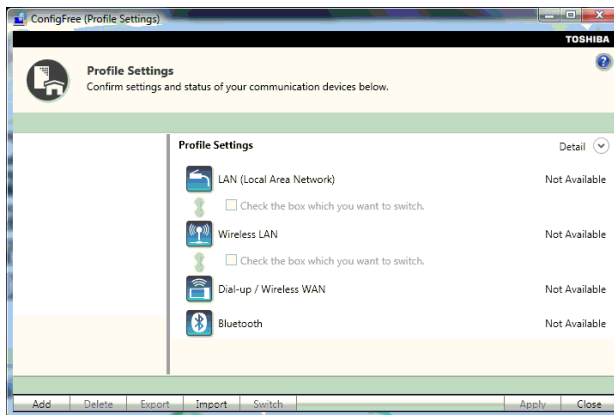 ConfigFree (Profile Settings)
TOSHIBA
Profile Settings
Confirm settings and status of your communication devices below.
?
Profile Settings Detail
LAN (Local Area Network) Not Available
Check the box which you want to switch.
Wireless LAN Not Available
Check the box which you want to switch.
Dial-up / Wireless WAN Not Available
Bluetooth Not Available
Add Delete Export Import Switch Apply Close